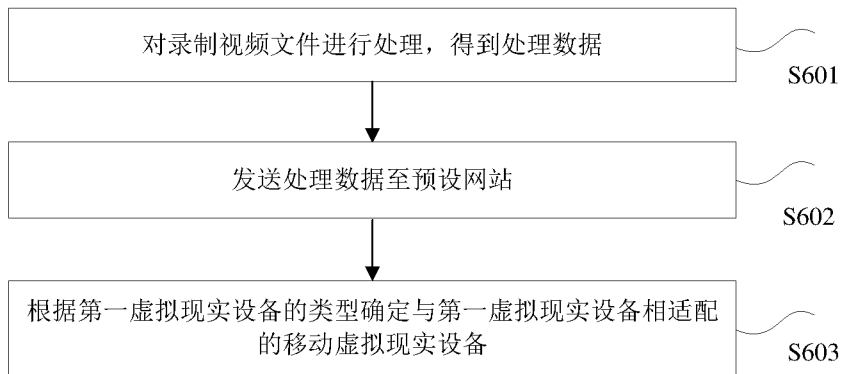 对录制视频文件进行处理，得到处理数据
S601
发送处理数据至预设网站
S602
根据第一虚拟现实设备的类型确定与第一虚拟现实设备相适配
的移动虚拟现实设备
S603